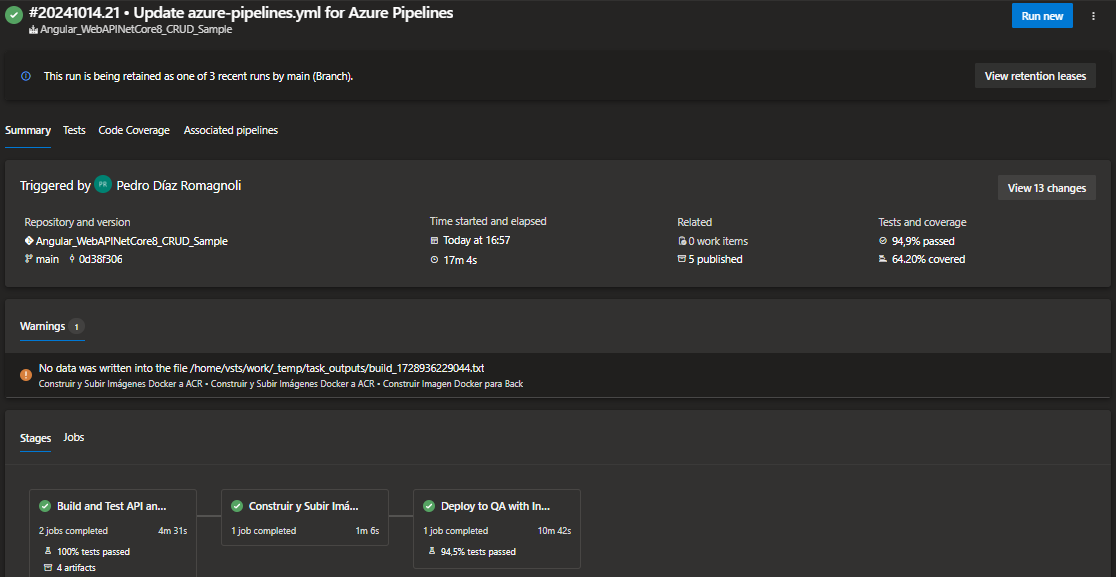 #20241014.21 • Update azure-pipelines.yml for Azure Pipelines
Run new
Angular_WebAPINetCore8_CRUD_Sample
This run is being retained as one of 3 recent runs by main (Branch).
View retention leases
Summary Tests Code Coverage Associated pipelines
Triggered by PR Pedro Díaz Romagnoli
View 13 changes
Repository and version
Angular_WebAPINetCore8_CRUD_Sample
main 0d38f306
Time started and elapsed
Today at 16:57
17m 4s
Related
0 work items
5 published
Tests and coverage
94,9% passed
64.20% covered
Warnings 1
No data was written into the file /home/vsts/work/_temp/task_outputs/build_1728936229044.txt
Construir y Subir Imágenes Docker a ACR • Construir y Subir Imágenes Docker a ACR • Construir Imagen Docker para Back
Stages Jobs
Build and Test API an...
2 jobs completed 4m 31s
100% tests passed
4 artifacts
Construir y Subir Imá...
1 job completed 1m 6s
Deploy to QA with In...
1 job completed 10m 42s
94,5% tests passed